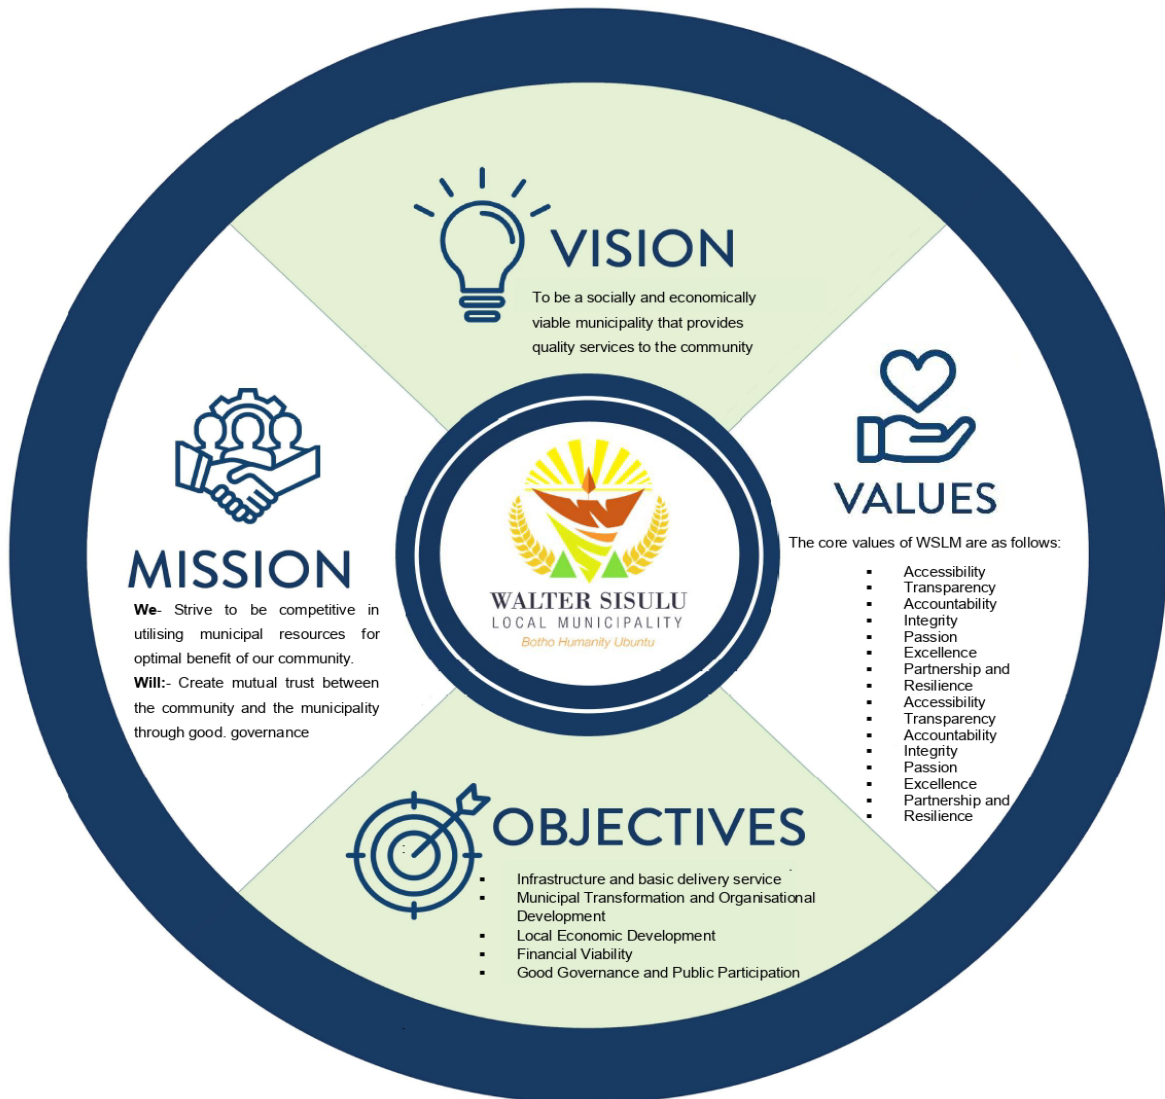 VISION
To be a socially and economically
viable municipality that provides
quality services to the community
MISSION
We- Strive to be competitive in
utilising municipal resources for
optimal benefit of our community.
Will:- Create mutual trust between
the community and the municipality
through good. governance
WALTER SISULU
LOCAL MUNICIPALITY
Botho Humanity Ubuntu
VALUES
The core values of WSLM are as follows:
▪ Accessibility
▪ Transparency
▪ Accountability
▪ Integrity
▪ Passion
▪ Excellence
▪ Partnership and
▪ Resilience
▪ Accessibility
▪ Transparency
▪ Accountability
▪ Integrity
▪ Passion
▪ Excellence
▪ Partnership and
▪ Resilience
OBJECTIVES
▪ Infrastructure and basic delivery service
▪ Municipal Transformation and Organisational
Development
▪ Local Economic Development
▪ Financial Viability
▪ Good Governance and Public Participation